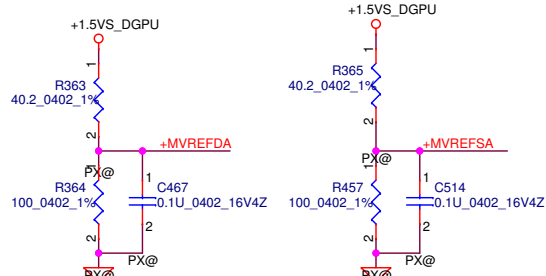 +1.5VS_DGPU
1
R363
40.2_0402_1%
2
+MVREFDA
1
PX@
R364
100_0402_1%
2
1
C467
0.1U_0402_16V4Z
2
PX@
PX@
+1.5VS_DGPU
1
R365
40.2_0402_1%
2
+MVREFSA
1
PX@
R457
100_0402_1%
2
1
C514
0.1U_0402_16V4Z
2
PX@
PX@